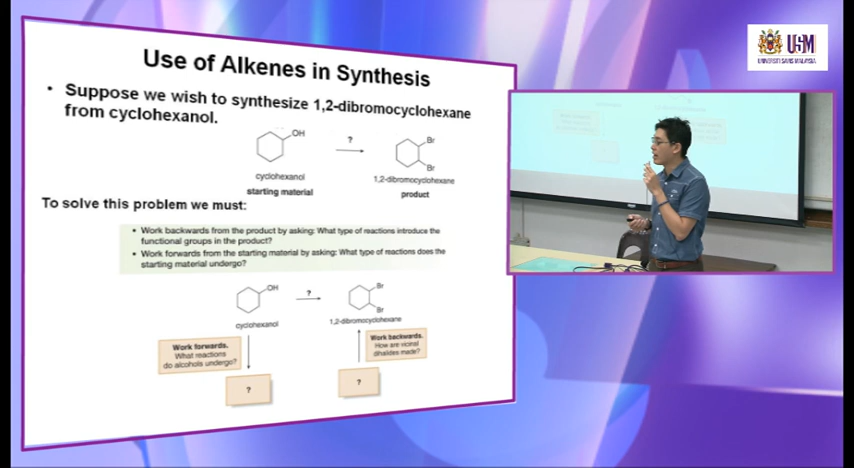 Use of Alkenes in Synthesis
• Suppose we wish to synthesize 1,2-dibromocyclohexane
from cyclohexanol.
OH
?
Br
Br
cyclohexanol
starting material
1,2-dibromocyclohexane
product
To solve this problem we must:
• Work backwards from the product by asking: What type of reactions introduce the
functional groups in the product?
• Work forwards from the starting material by asking: What type of reactions does the
starting material undergo?
OH
?
Br
Br
cyclohexanol
1,2-dibromocyclohexane
Work forwards.
What reactions
do alcohols undergo?
?
Work backwards.
How are vicinal
dihalides made?
?
USM
UNIVERSITI SAINS MALAYSIA